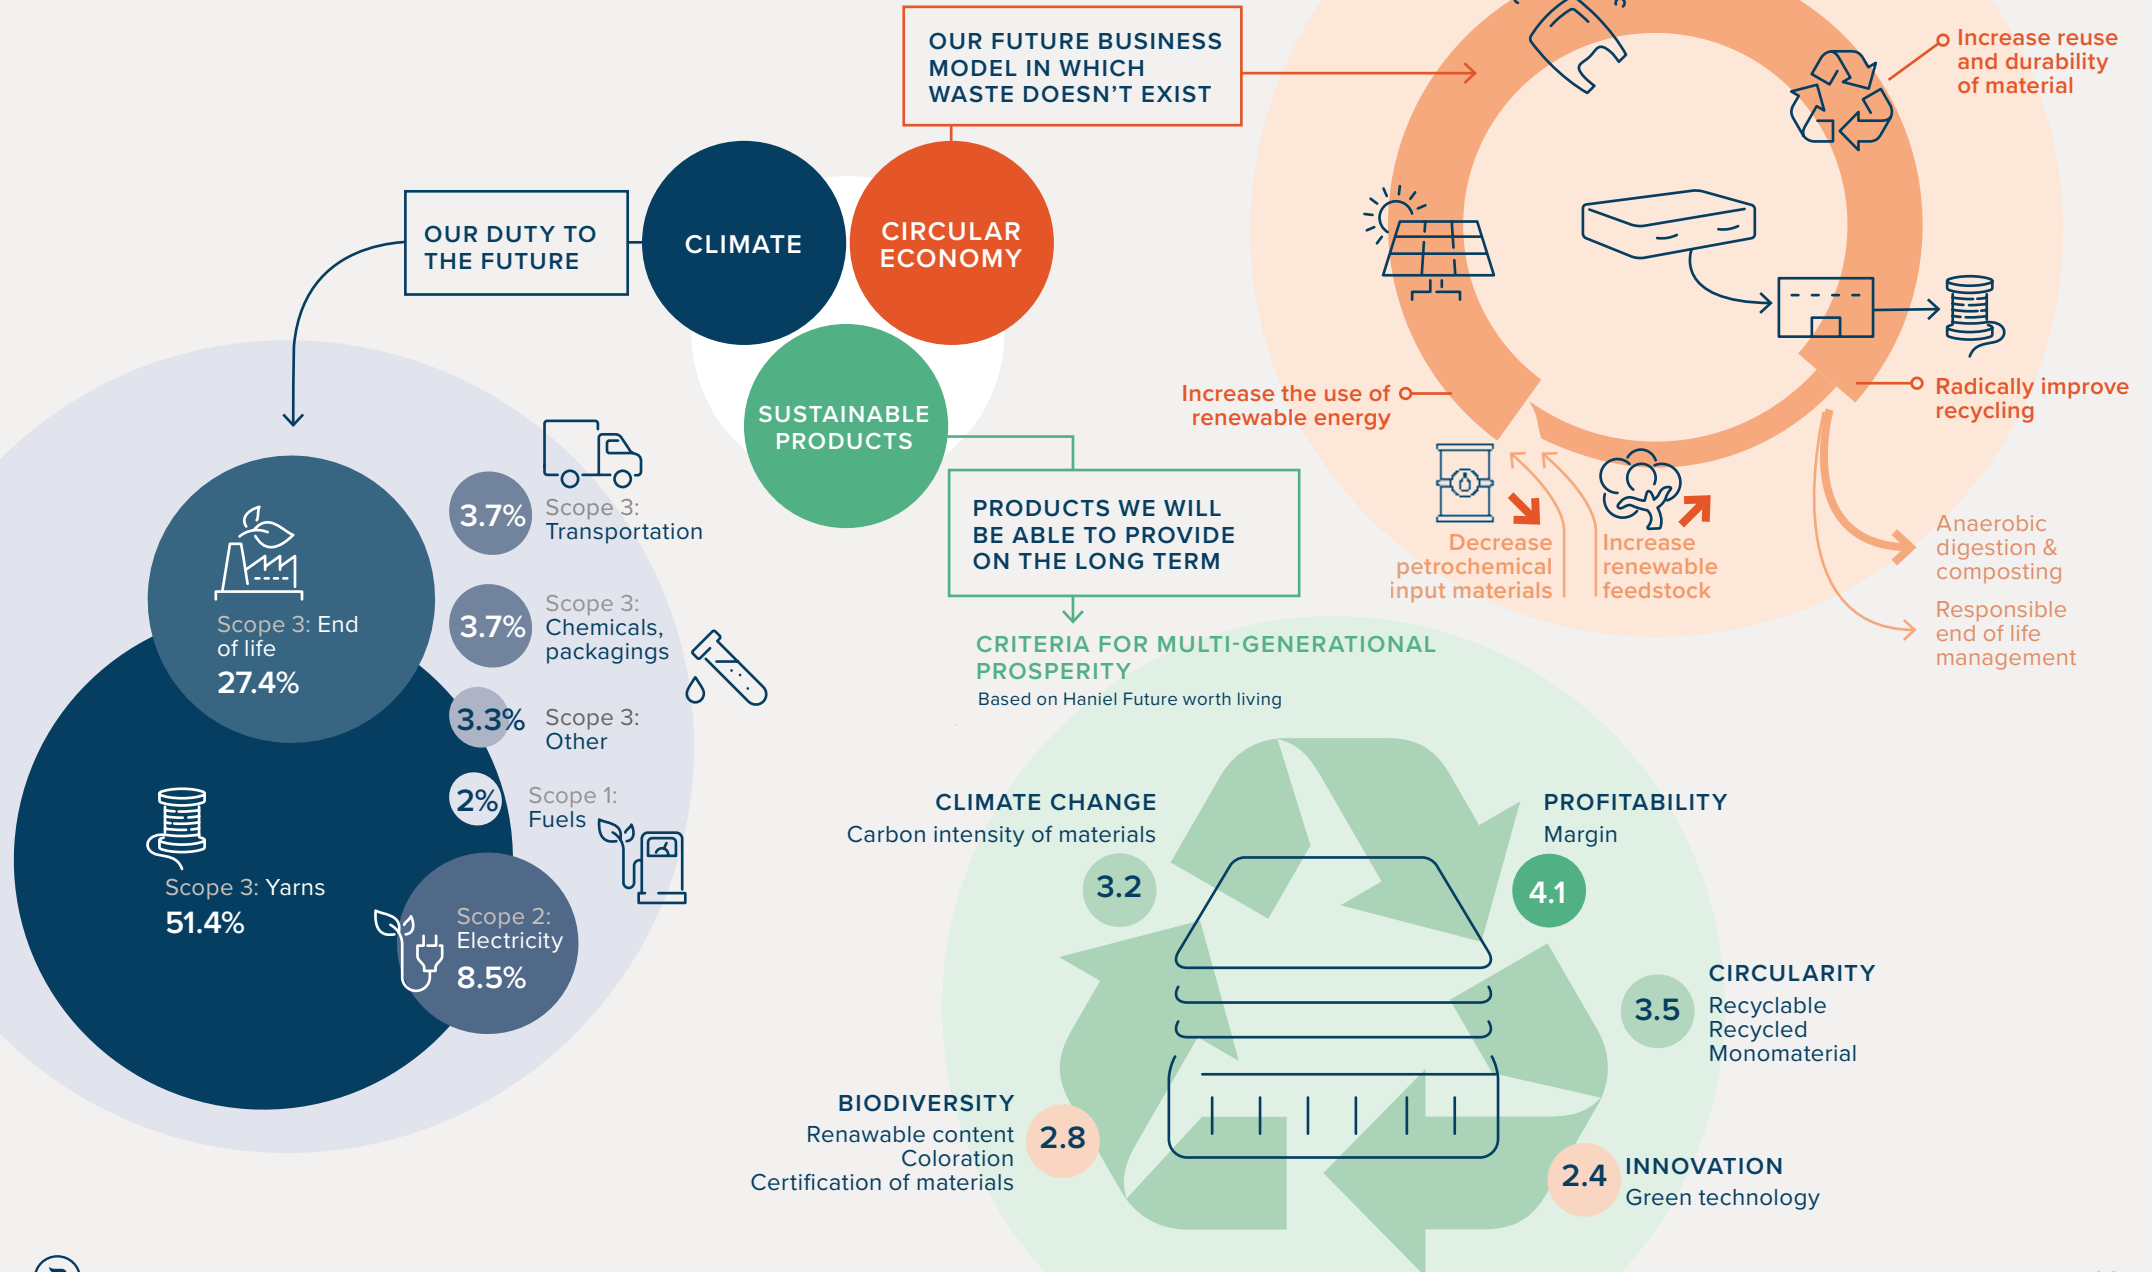 OUR FUTURE BUSINESS
MODEL IN WHICH
WASTE DOESN'T EXIST
Increase reuse
and durability
of material
OUR DUTY TO
THE FUTURE
CLIMATE
CIRCULAR
ECONOMY
SUSTAINABLE
PRODUCTS
Increase the use of
renewable energy
Radically improve
recycling
PRODUCTS WE WILL
BE ABLE TO PROVIDE
ON THE LONG TERM
Decrease
petrochemical
input materials
Increase
renewable
feedstock
Anaerobic
digestion &
composting
Responsible
end of life
management
3.7%
Scope 3:
Transportation
3.7%
Scope 3:
Chemicals,
packagings
Scope 3: End
of life
27.4%
3.3%
Scope 3:
Other
2%
Scope 1:
Fuels
Scope 3: Yarns
51.4%
Scope 2:
Electricity
8.5%
CRITERIA FOR MULTI-GENERATIONAL
PROSPERITY
Based on Haniel Future worth living
CLIMATE CHANGE
Carbon intensity of materials
3.2
PROFITABILITY
Margin
4.1
CIRCULARITY
3.5
Recyclable
Recycled
Monomaterial
BIODIVERSITY
Renawable content
Coloration
Certification of materials
2.8
2.4
INNOVATION
Green technology